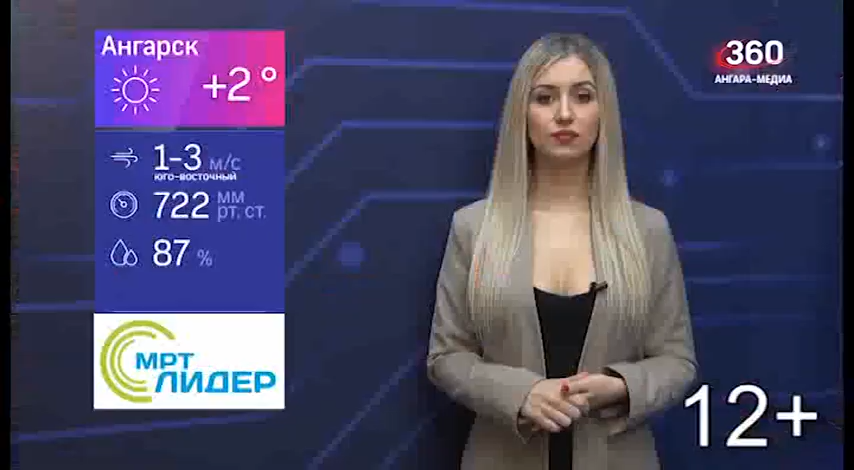 Ангарск
+2°
1-3 м/с
юго-восточный
722 мм рт. ст.
87 %
МРТ
ЛИДЕР
360
АНГАРА-МЕДИА
12+